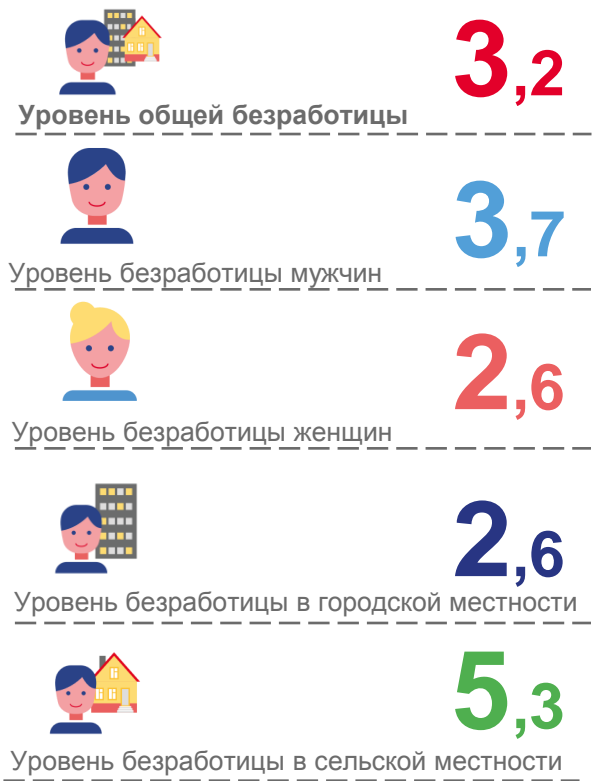 3,2
Уровень общей безработицы
3,7
Уровень безработицы мужчин
2,6
Уровень безработицы женщин
2,6
Уровень безработицы в городской местности
5,3
Уровень безработицы в сельской местности